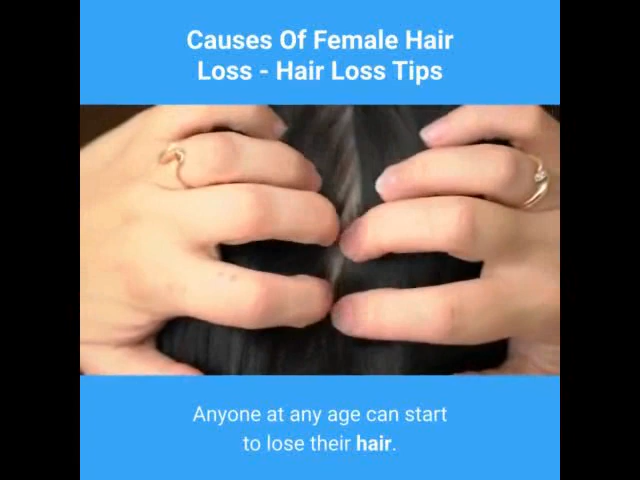 Causes Of Female Hair
Loss - Hair Loss Tips
Anyone at any age can start
to lose their hair.